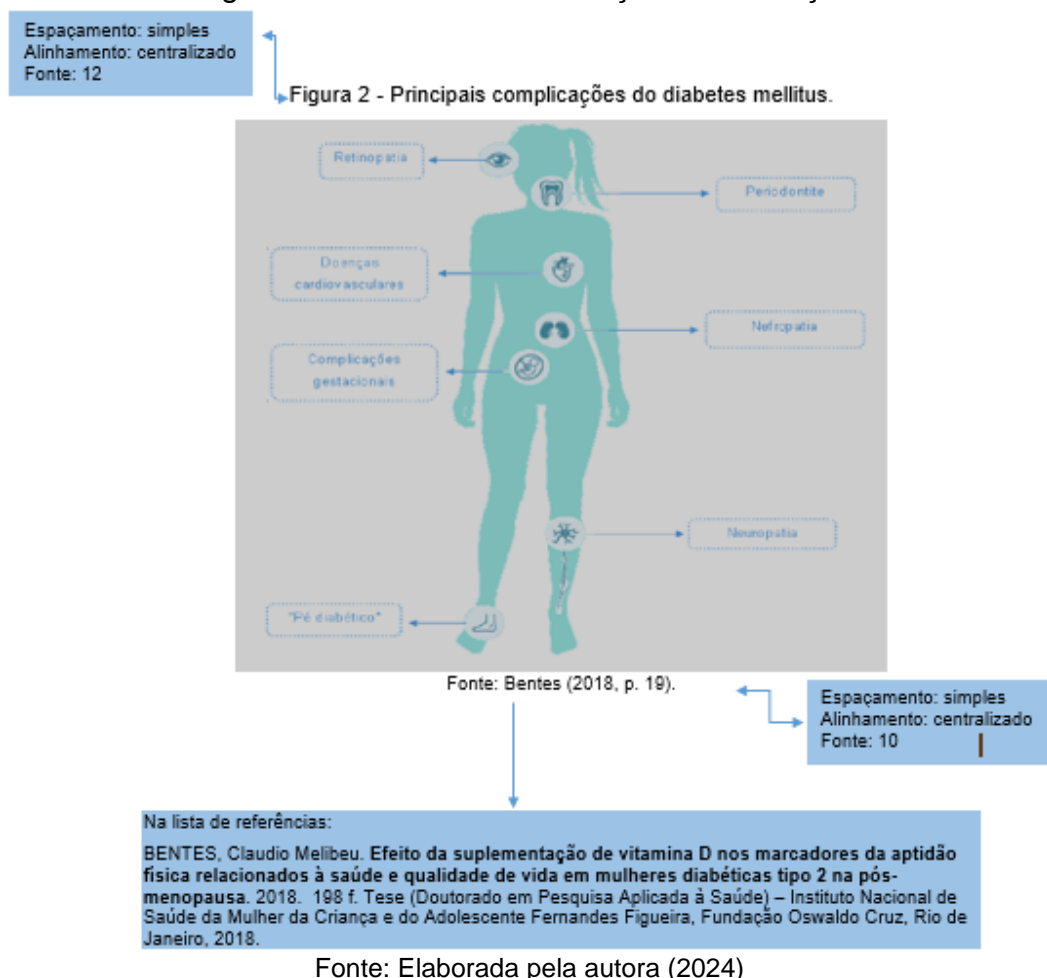 Espaçamento: simples
Alinhamento: centralizado
Fonte: 12
Figura 2 - Principais complicações do diabetes mellitus.
Retinopatia
Periodontite
Doenças
cardiovasculares
Nefropatia
Complicações
gestacionais
Neuropatia
"Pé diabético"
Fonte: Bentes (2018, p. 19).
Espaçamento: simples
Alinhamento: centralizado
Fonte: 10
Na lista de referências:
BENTES, Claudio Melibeu. Efeito da suplementação de vitamina D nos marcadores da aptidão
física relacionados à saúde e qualidade de vida em mulheres diabéticas tipo 2 na pós-
menopausa. 2018. 198 f. Tese (Doutorado em Pesquisa Aplicada à Saúde) – Instituto Nacional de
Saúde da Mulher da Criança e do Adolescente Fernandes Figueira, Fundação Oswaldo Cruz, Rio de
Janeiro, 2018.
Fonte: Elaborada pela autora (2024)